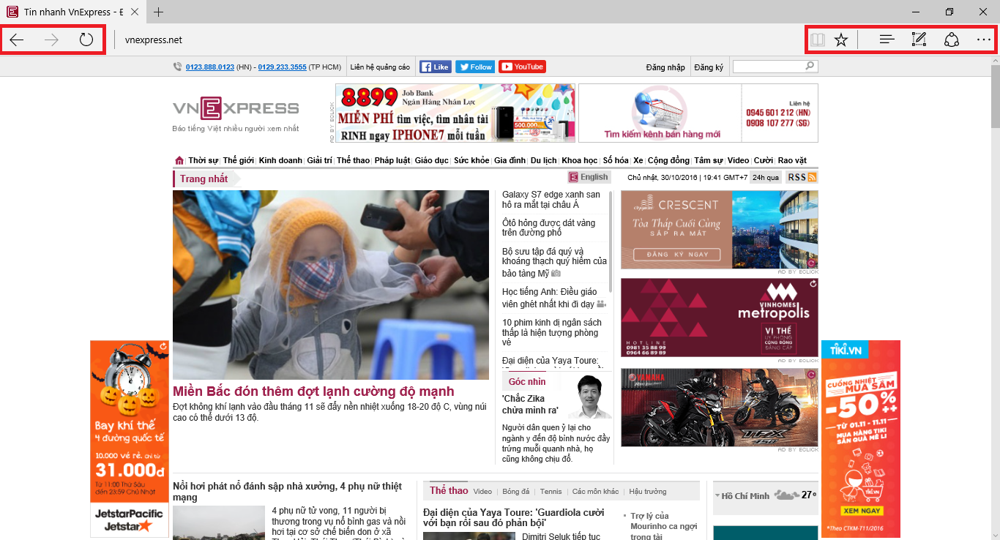 Tin nhanh VnExpress - E
vnexpress.net
0123.888.0123 (HN) - 0129.233.3555 (TP HCM)
Liên hệ quảng cáo
Like
Follow
YouTube
Đăng nhập
Đăng ký
VNEXPRESS
Báo tiếng Việt nhiều người xem nhất
AD BY ECLICK
8899 Job Bank
Ngân Hàng Nhân Lực
MIỄN PHÍ tìm việc, tìm nhân tài
RINH ngay IPHONE7 mỗi tuần
500.000
Tìm kiếm kênh bán hàng mới
Liên hệ
0945 601 212 (HN)
0908 107 277 (SG)
Thời sự Thế giới Kinh doanh Giải trí Thể thao Pháp luật Giáo dục Sức khỏe Gia đình Du lịch Khoa học Số hóa Xe Cộng đồng Tâm sự Video Cười Rao vặt
Trang nhất
E English
Chủ nhật, 30/10/2016 | 19:41 GMT+7
24h qua
RSS
Miền Bắc đón thêm đợt lạnh cường độ mạnh
Đợt không khí lạnh vào đầu tháng 11 sẽ đẩy nền nhiệt xuống 18-20 độ C, vùng núi
cao có thể dưới 13 độ.
Galaxy S7 edge xanh san
hô ra mắt tại châu Á
Ôtô hỏng được dát vàng
trên đường phố
Bộ sưu tập đá quý và
khoáng thạch quý hiếm của
bảo tàng Mỹ
Học tiếng Anh: Điều giáo
viên ghét nhất khi đi dạy
10 phim kinh dị ngân sách
thấp là hiện tượng phòng
vé
Đại diện của Yaya Toure:
Góc nhìn
'Chắc Zika
chừa mình ra'
Người dân quen ỷ lại cho
ngành y đến độ bình nước đầy
trứng muỗi quanh nhà, họ
cũng không chịu đổ.
citygarden CRESCENT
Tòa Tháp Cuối Cùng
SẮP RA MẮT
ĐĂNG KÝ NGAY
AD BY ECLICK
VINHOMES
metropolis
VỊ THẾ
UY PHONG
CỘNG ĐỒNG
ĐẲNG CẤP
HOTLINE
0981 35 88 99
0964 66 89 89
AD BY ECLICK
YAMAHA
TFX
150
AD BY ECLICK
Bay khí thế
4 đường quốc tế
10.000 vé rẻ, chỉ từ
31.000đ
Từ 11:00 Thứ Sáu
đến 23:59 Chủ Nhật
JetstarPacific
Jetstar
TIKI.VN
CUỒNG NHIỆT
MUA SẮM
-50%++
TỪ 01.11 - 11.11
MUA HÀNG TIKI
SĂN QUÀ MÊ LI
TIKI.VN
XEM NGAY
*Theo CTKM-T11/2016
Nồi hơi phát nổ đánh sập nhà xưởng, 4 phụ nữ thiệt
mạng
4 phụ nữ tử vong, 11 người bị
thương trong vụ nổ bình gas và nồi
hơi tại cơ sở chế biến don ở xã
Thể thao Video Bóng đá Tennis Các môn khác Hậu trường
Đại diện của Yaya Toure: 'Guardiola cười
với bạn rồi sau đó phản bội'
Dimitri Seluk tiếp tục
Trợ lý của
Mourinho ca ngợi
trọng tài
Hồ Chí Minh
27°